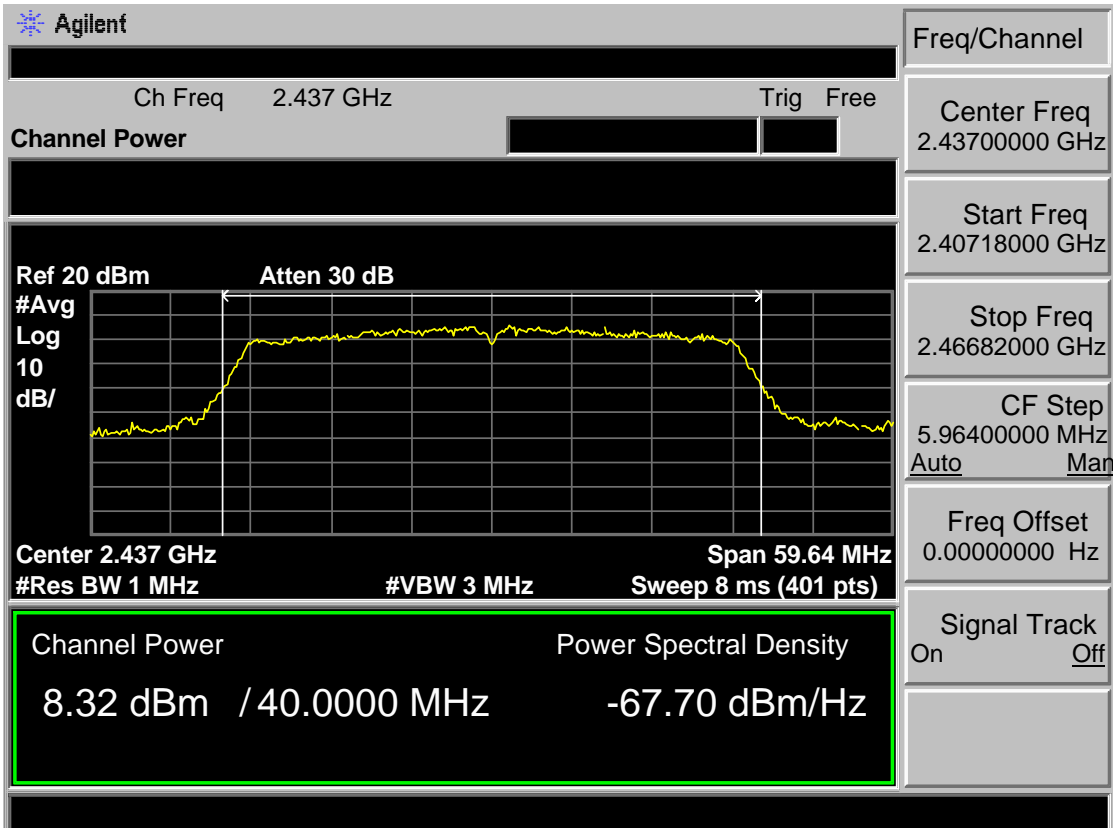 Agilent
Freq/Channel
Ch Freq 2.437 GHz Trig Free
Channel Power
Center Freq
2.43700000 GHz
Start Freq
2.40718000 GHz
Stop Freq
2.46682000 GHz
CF Step
5.96400000 MHz
Auto Man
Freq Offset
0.00000000 Hz
Signal Track
On Off
Ref 20 dBm Atten 30 dB
#Avg
Log
10
dB/
Center 2.437 GHz Span 59.64 MHz
#Res BW 1 MHz #VBW 3 MHz Sweep 8 ms (401 pts)
Channel Power Power Spectral Density
8.32 dBm / 40.0000 MHz -67.70 dBm/Hz